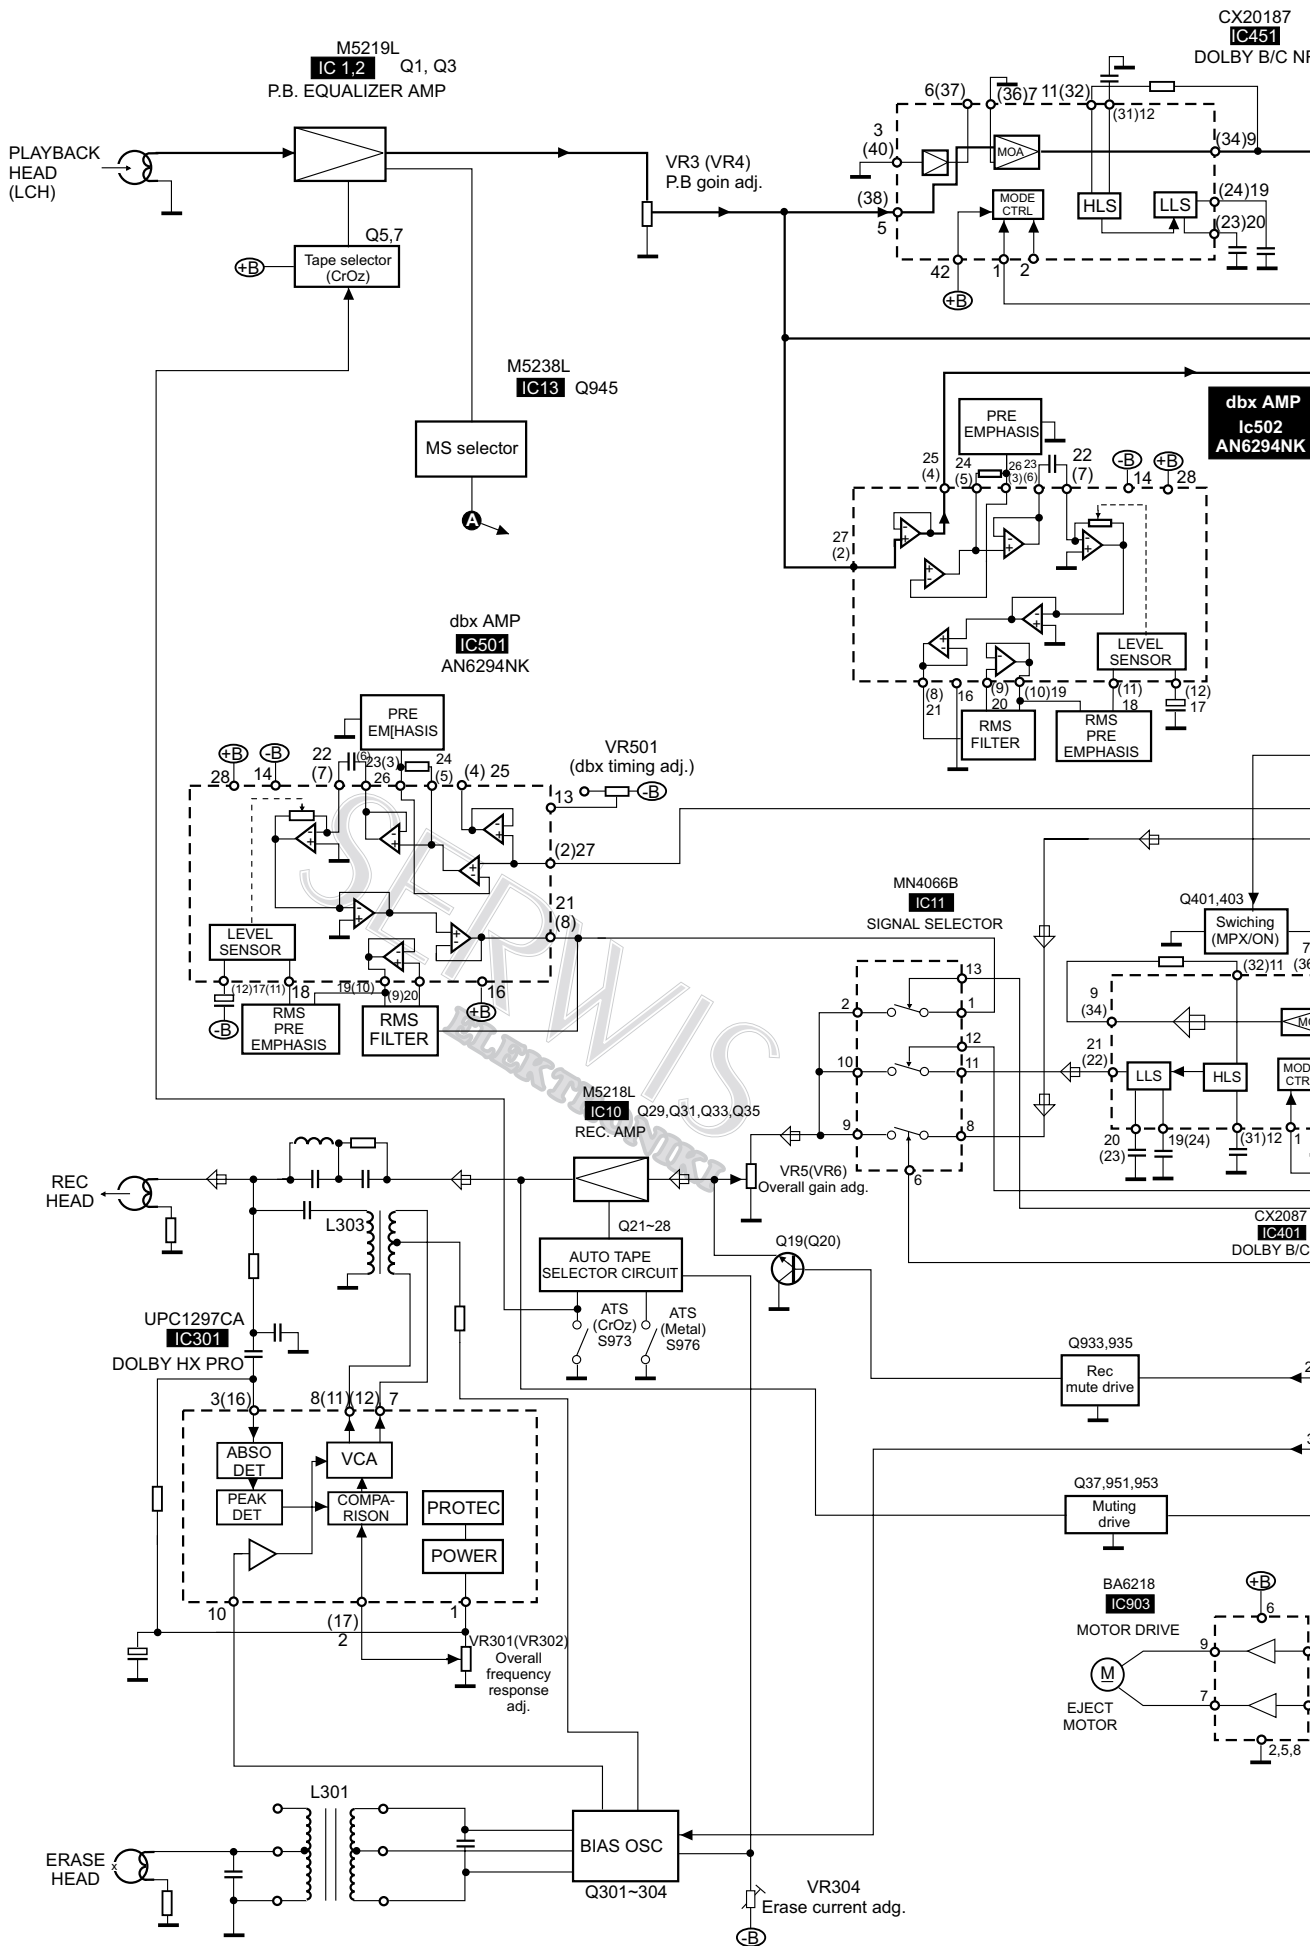 M5219L
IC 1,2 Q1, Q3
P.B. EQUALIZER AMP
PLAYBACK
HEAD
(LCH)
Q5,7
+B
Tape selector
(CrOz)
VR3 (VR4)
P.B goin adj.
CX20187
IC451
DOLBY B/C NR
6(37)
(36)7
11(32)
(31)12
3
(40)
MOA
(34)9
(38)
5
MODE
CTRL
HLS
LLS
(24)19
(23)20
42
1
2
+B
M5238L
IC13 Q945
MS selector
A
dbx AMP
Ic502
AN6294NK
PRE
EMPHASIS
25
(4)
24
(5)
26
(3)
23
(6)
22
(7)
-B
14
+B
28
27
(2)
LEVEL
SENSOR
(8)
21
16
(9)
20
(10)19
(11)
18
(12)
17
RMS
FILTER
RMS
PRE
EMPHASIS
dbx AMP
IC501
AN6294NK
PRE
EM[HASIS
+B
28
-B
14
22
(7)
(6)
23(3)
26
24
(5)
(4) 25
VR501
(dbx timing adj.)
13
-B
(2)27
21
(8)
LEVEL
SENSOR
(12)17(11)
18
19(10)
(9)20
16
-B
RMS
PRE
EMPHASIS
RMS
FILTER
+B
SERWIS
ELEKTRONIKI
MN4066B
IC11
SIGNAL SELECTOR
2
13
1
10
12
11
9
8
6
Q401,403
Swiching
(MPX/ON)
(32)11
9
(34)
21
(22)
LLS
HLS
20
(23)
19(24)
(31)12
1
CX2087
IC401
DOLBY B/C
M5218L
IC10 Q29,Q31,Q33,Q35
REC. AMP
REC
HEAD
L303
VR5(VR6)
Overall gain adg.
Q21~28
AUTO TAPE
SELECTOR CIRCUIT
Q19(Q20)
ATS
(CrOz)
S973
ATS
(Metal)
S976
UPC1297CA
IC301
DOLBY HX PRO
3(16)
8(11)
(12) 7
ABSO
DET
VCA
PEAK
DET
COMPA-
RISON
PROTEC
POWER
10
(17)
2
1
VR301(VR302)
Overall
frequency
response
adj.
Q933,935
Rec
mute drive
2
3
Q37,951,953
Muting
drive
BA6218
IC903
MOTOR DRIVE
+B
6
9
M
7
EJECT
MOTOR
2,5,8
L301
ERASE
HEAD
x
BIAS OSC
Q301~304
VR304
Erase current adg.
-B